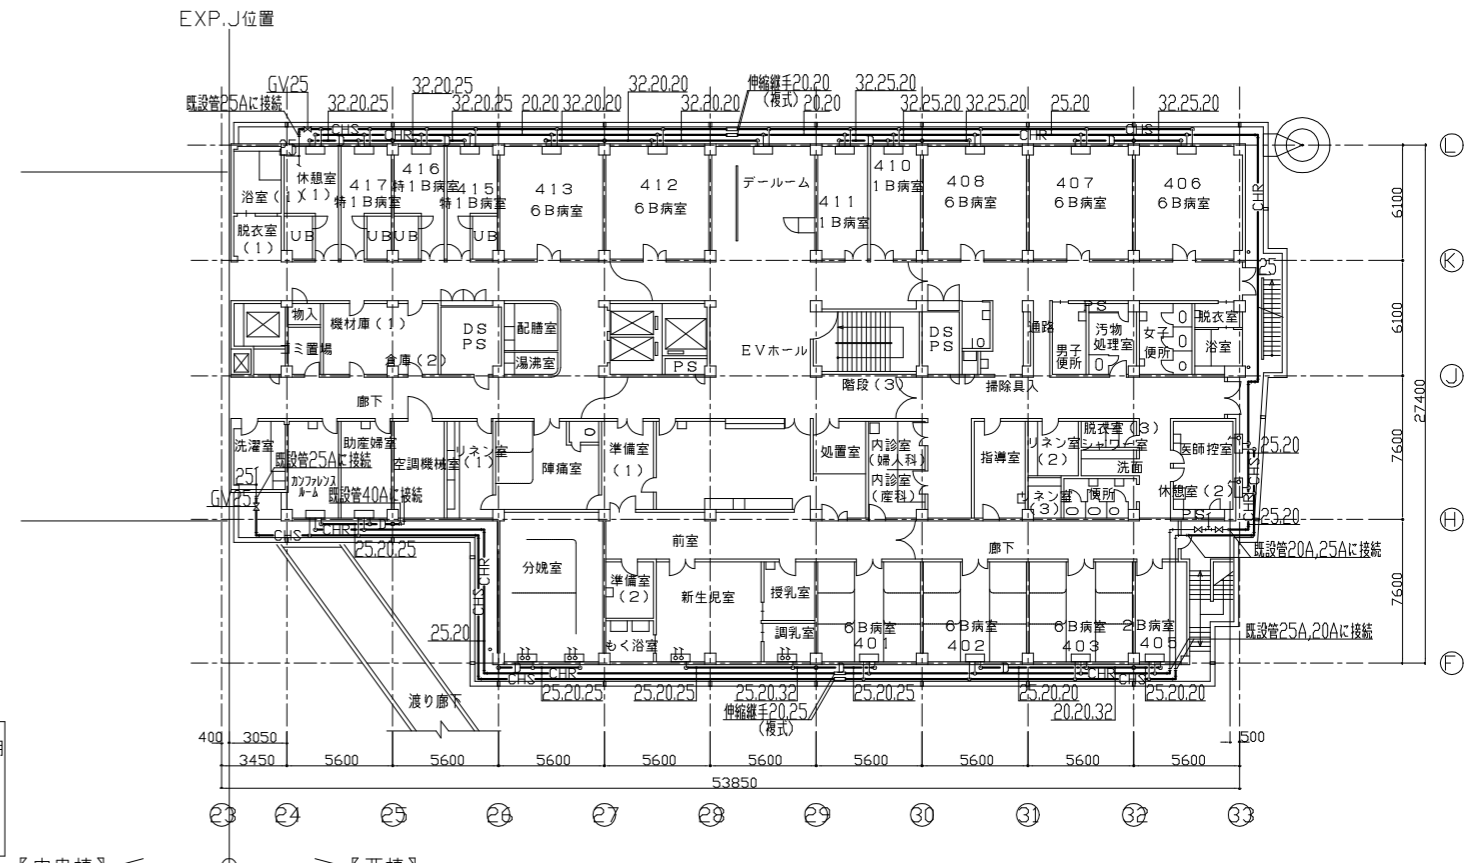 EXP.J位置
GV25
既設管25Aに接続
32.20.25
32.20.25
32.20.25
20.20
32.20.20
32.20.20
32.20.20
伸縮継手20.20
(複式)
20.20
32.25.20
32.25.20
32.25.20
25.20
32.25.20
CHS
CHR
CHR
CHS
L
浴室(1)
休憩室
(1)
417
特1B病室
416
特1B病室
415
特1B病室
413
6B病室
412
6B病室
デールーム
411
1B病室
410
1B病室
408
6B病室
407
6B病室
406
6B病室
CHR
6100
脱衣室
(1)
UB
UB
UB
UB
K
25
物入
機材庫(1)
ゴミ置場
倉庫(2)
DS
PS
配膳室
湯沸室
PS
EVホール
階段(3)
DS
PS
掃除具入
通路
PS
男子
便所
汚物
処理室
女子
便所
脱衣室
浴室
6100
J
27400
廊下
洗濯室
助産婦室
既設管25Aに接続
カンファレンス
ルーム
既設管40Aに接続
空調機械室
リネン室
(1)
陣痛室
準備室
(1)
処置室
内診室
(婦人科)
内診室
(産科)
指導室
リネン室
(2)
脱衣室(3)
シャワー室
洗面
リネン室
(3)
便所
医師控室
休憩室(2)
PS
25.20
7600
25
GV25
CHS
CHR
25.20.25
CHS
CHR
25.20
既設管20A,25Aに接続
H
前室
廊下
分娩室
準備室
(2)
もく浴室
新生児室
授乳室
調乳室
6B病室
401
6B病室
402
6B病室
403
2B病室
405
CHS
CHR
25.20
既設管25A,20Aに接続
7600
F
CHS
CHR
CHR
CHS
25.20.25
25.20.25
25.20.32
25.20.25
25.20.20
25.20.20
伸縮継手20.25
(複式)
20.20.32
渡り廊下
400
3050
500
3450
5600
5600
5600
5600
5600
5600
5600
5600
5600
53850
23
24
25
26
27
28
29
30
31
32
33